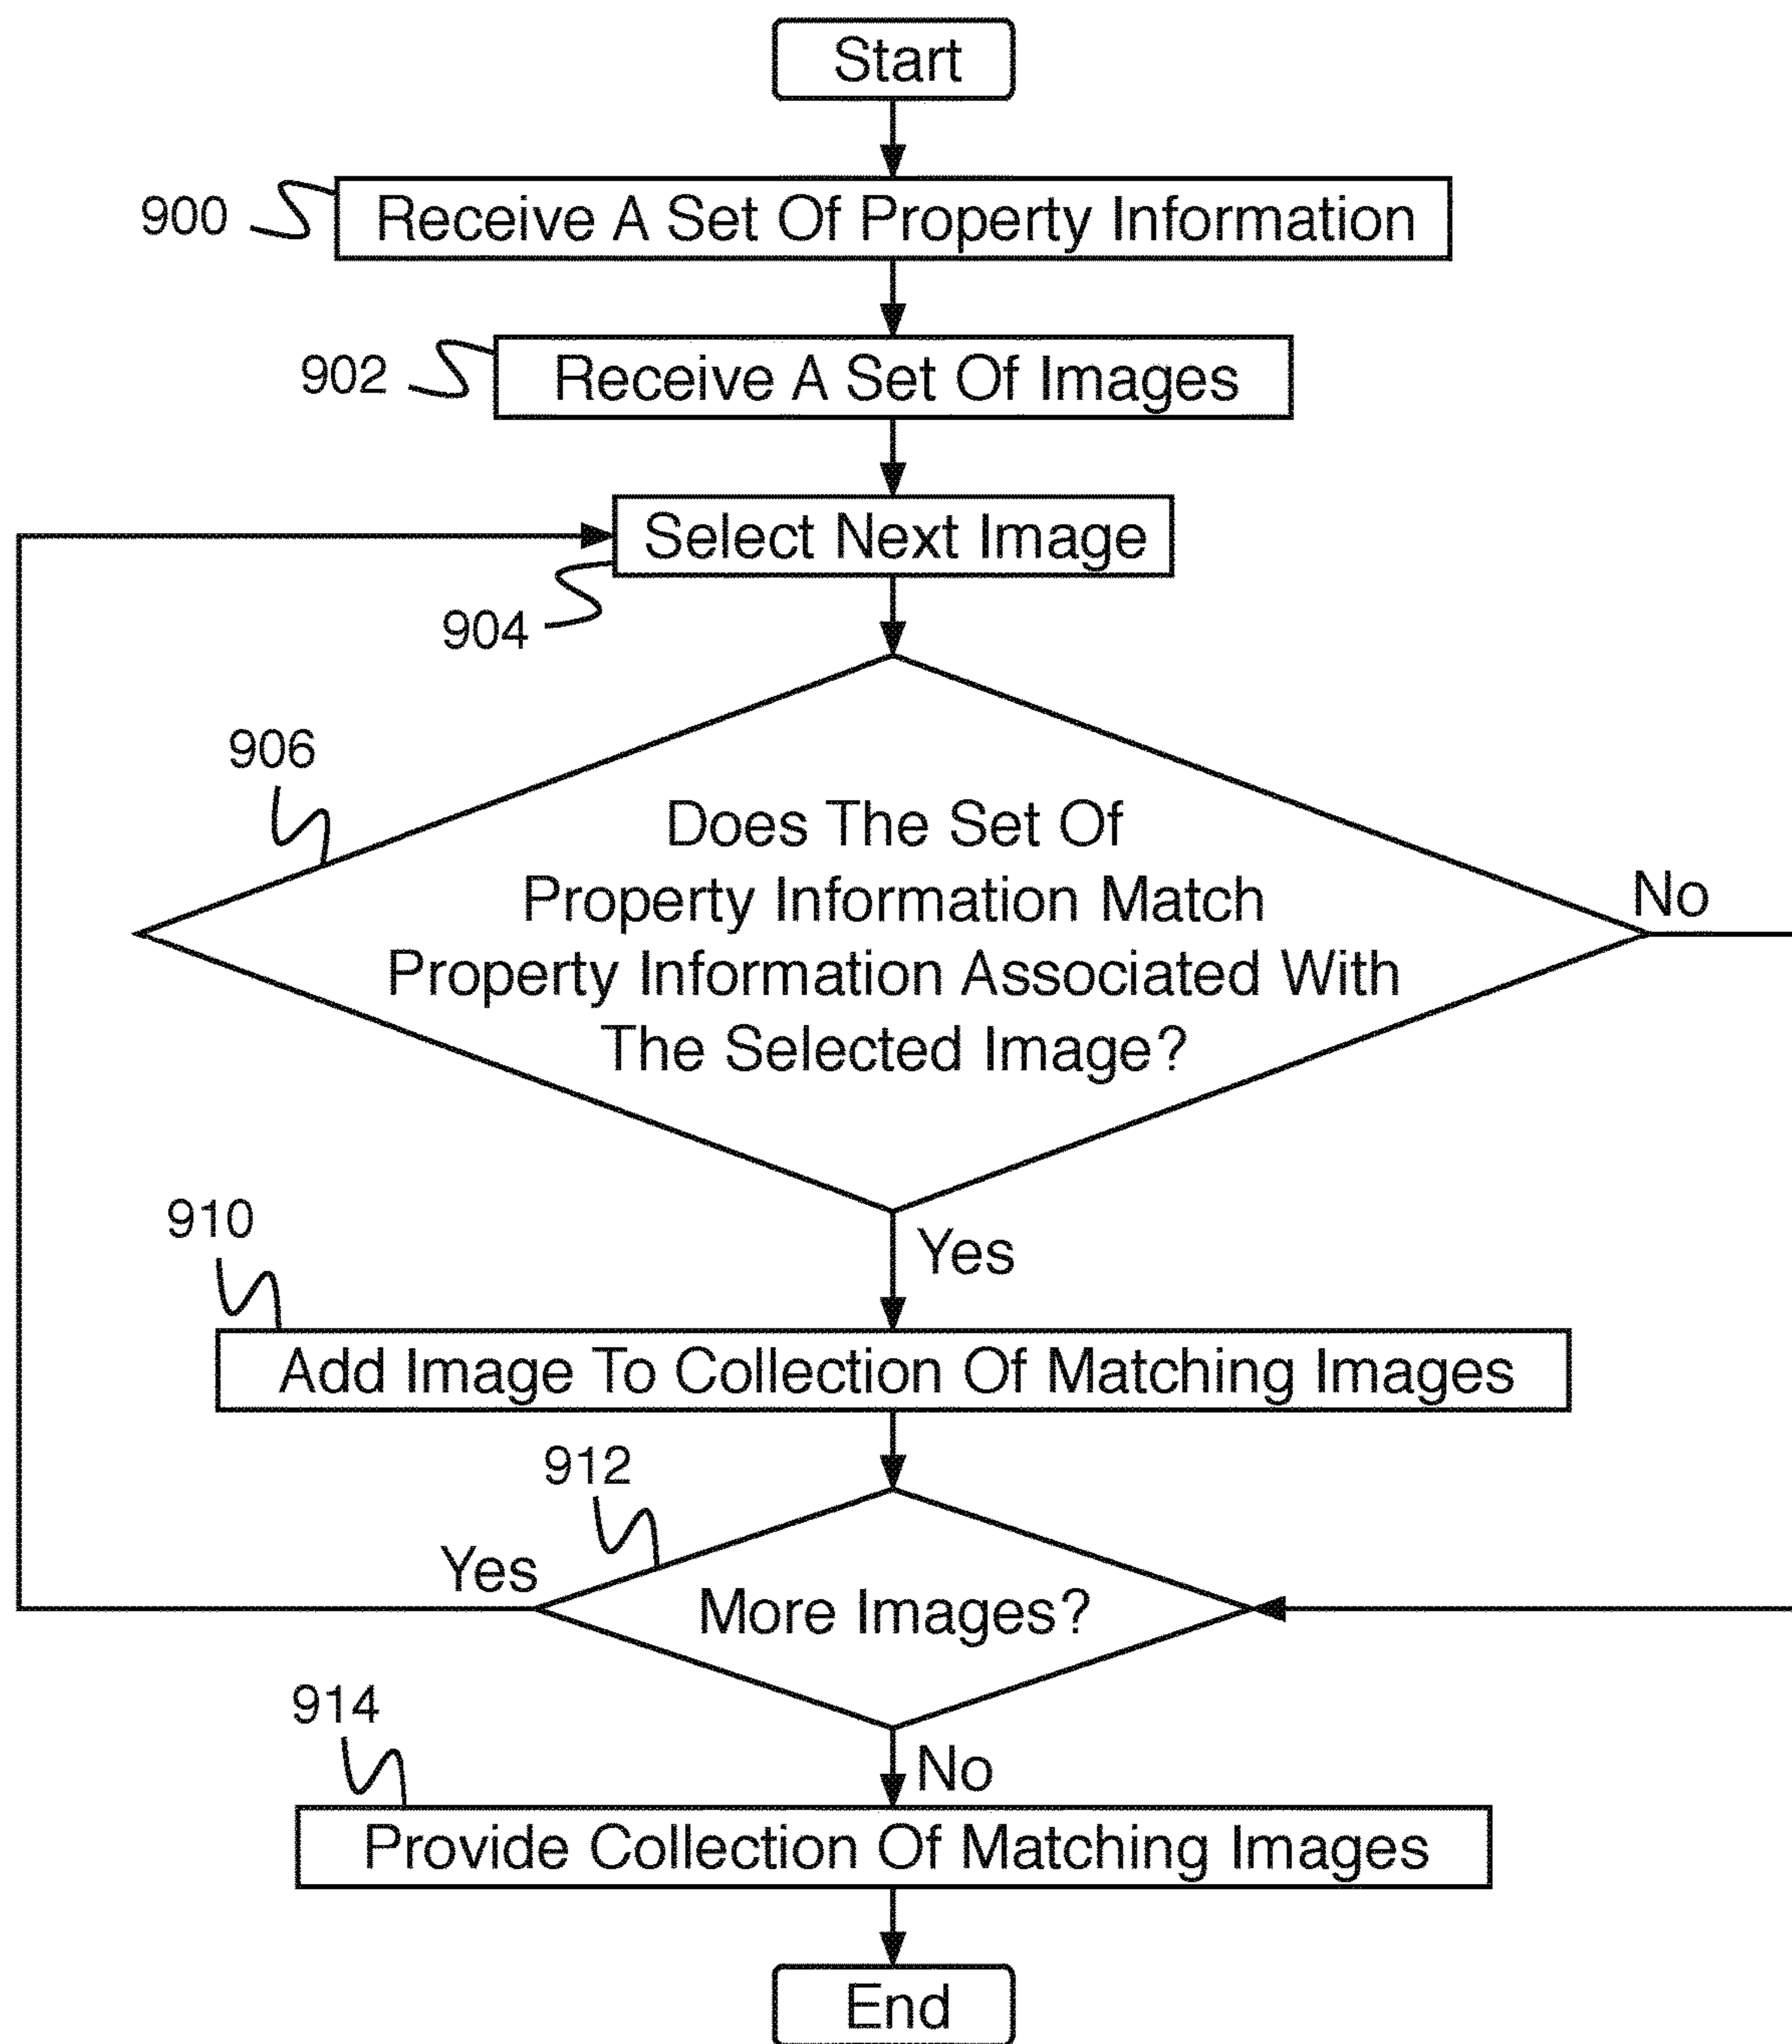 Start
900
Receive A Set Of Property Information
902
Receive A Set Of Images
Select Next Image
904
906
Does The Set Of
Property Information Match
Property Information Associated With
The Selected Image?
No
910
Yes
Add Image To Collection Of Matching Images
912
Yes
More Images?
914
No
Provide Collection Of Matching Images
End